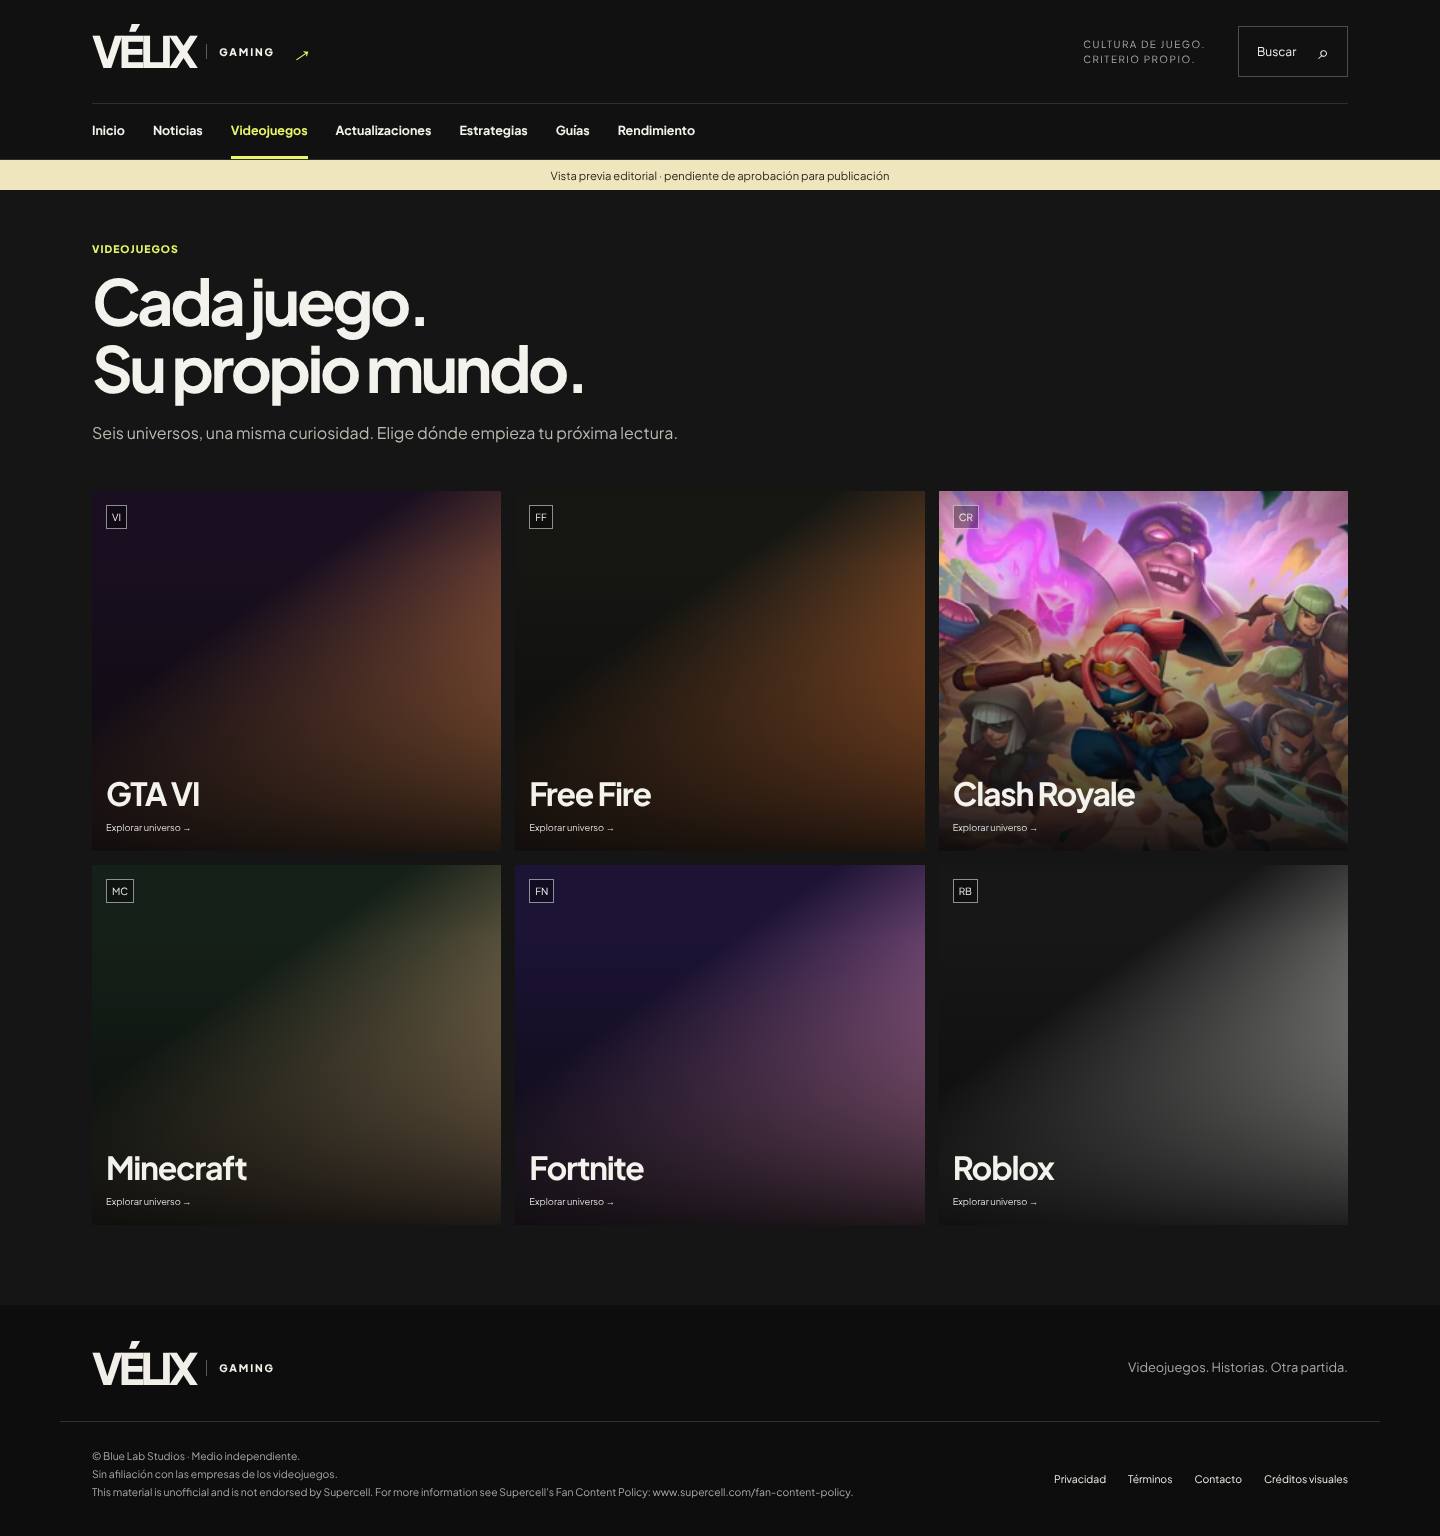 VÉLIX GAMING ↗
CULTURA DE JUEGO.
CRITERIO PROPIO.
Buscar
Inicio Noticias Videojuegos Actualizaciones Estrategias Guías Rendimiento
Vista previa editorial · pendiente de aprobación para publicación
VIDEOJUEGOS
Cada juego.
Su propio mundo.
Seis universos, una misma curiosidad. Elige dónde empieza tu próxima lectura.
VI
GTA VI
Explorar universo →
FF
Free Fire
Explorar universo →
CR
Clash Royale
Explorar universo →
MC
Minecraft
Explorar universo →
FN
Fortnite
Explorar universo →
RB
Roblox
Explorar universo →
VÉLIX GAMING
Videojuegos. Historias. Otra partida.
© Blue Lab Studios · Medio independiente.
Sin afiliación con las empresas de los videojuegos.
This material is unofficial and is not endorsed by Supercell. For more information see Supercell's Fan Content Policy: www.supercell.com/fan-content-policy.
Privacidad Términos Contacto Créditos visuales